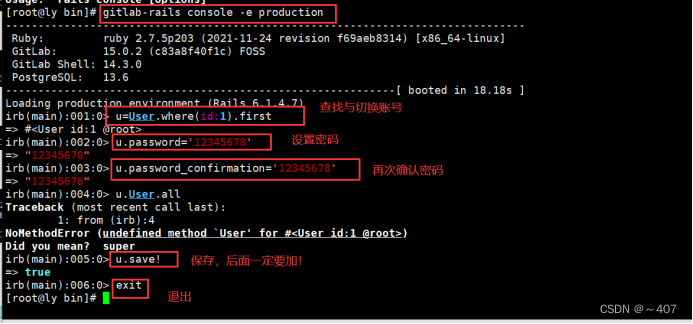 Usage: rails console [options]
[root@ly bin]# gitlab-rails console -e production
Ruby: ruby 2.7.5p203 (2021-11-24 revision f69aeb8314) [x86_64-linux]
GitLab: 15.0.2 (c83a8f40f1c) FOSS
GitLab Shell: 14.3.0
PostgreSQL: 13.6
------------------------------------------------------------[ booted in 18.18s ]
Loading production environment (Rails 6.1.4.7)
irb(main):001:0> u=User.where(id:1).first 查找与切换账号
=> #<User id:1 @root>
irb(main):002:0> u.password='12345678' 设置密码
=> "12345678"
irb(main):003:0> u.password_confirmation='12345678' 再次确认密码
=> "12345678"
irb(main):004:0> u.User.all
Traceback (most recent call last):
1: from (irb):4
NoMethodError (undefined method `User' for #<User id:1 @root>)
Did you mean? super
irb(main):005:0> u.save! 保存，后面一定要加！
=> true
irb(main):006:0> exit
[root@ly bin]# 退出
CSDN @～407